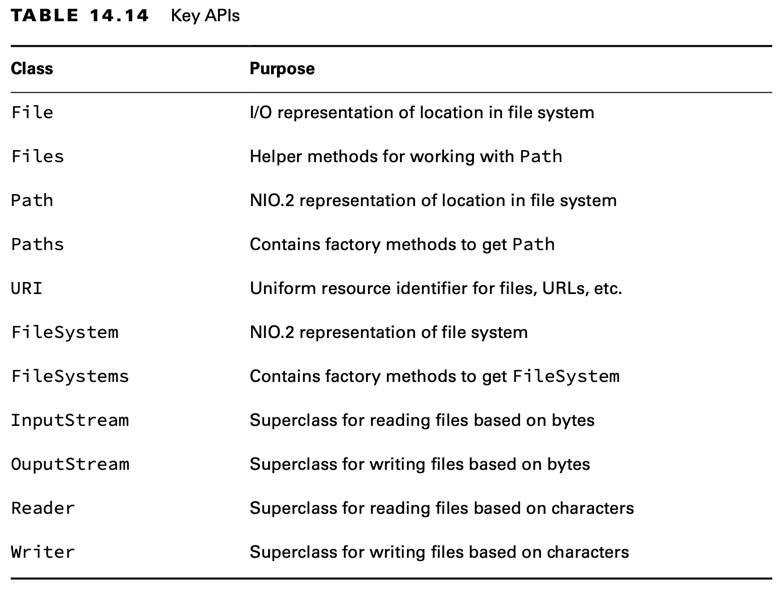 TABLE 14.14 Key APIs
Class Purpose
File I/O representation of location in file system
Files Helper methods for working with Path
Path NIO.2 representation of location in file system
Paths Contains factory methods to get Path
URI Uniform resource identifier for files, URLs, etc.
FileSystem NIO.2 representation of file system
FileSystems Contains factory methods to get FileSystem
InputStream Superclass for reading files based on bytes
OuputStream Superclass for writing files based on bytes
Reader Superclass for reading files based on characters
Writer Superclass for writing files based on characters